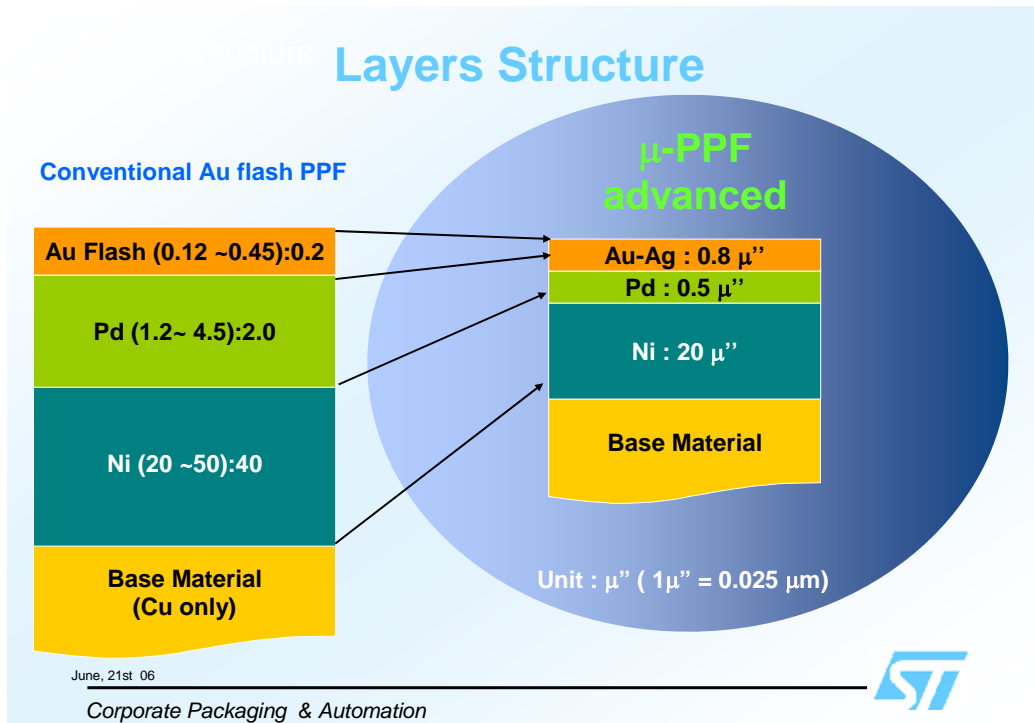 Structure
Layers Structure
Conventional Au flash PPF
Au Flash (0.12 ~0.45):0.2
Pd (1.2~ 4.5):2.0
Ni (20 ~50):40
Base Material
(Cu only)
μ-PPF
advanced
Au-Ag : 0.8 μ’’
Pd : 0.5 μ’’
Ni : 20 μ’’
Base Material
Unit : μ” ( 1μ” = 0.025 μm)
June, 21st 06
Corporate Packaging & Automation
ST